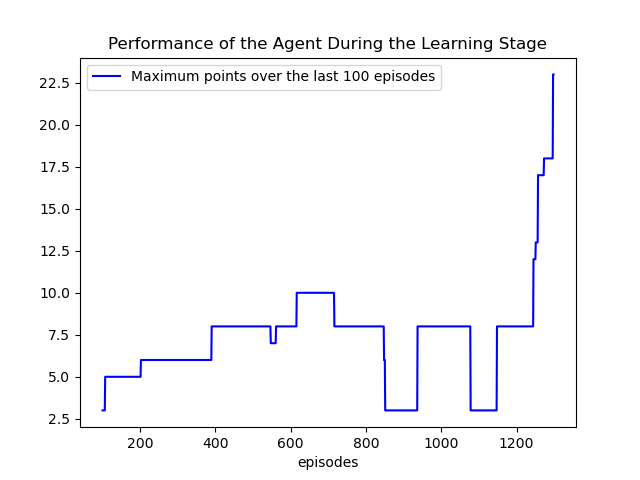 Performance of the Agent During the Learning Stage
Maximum points over the last 100 episodes
22.5
20.0
17.5
15.0
12.5
10.0
7.5
5.0
2.5
200 400 600 800 1000 1200
episodes